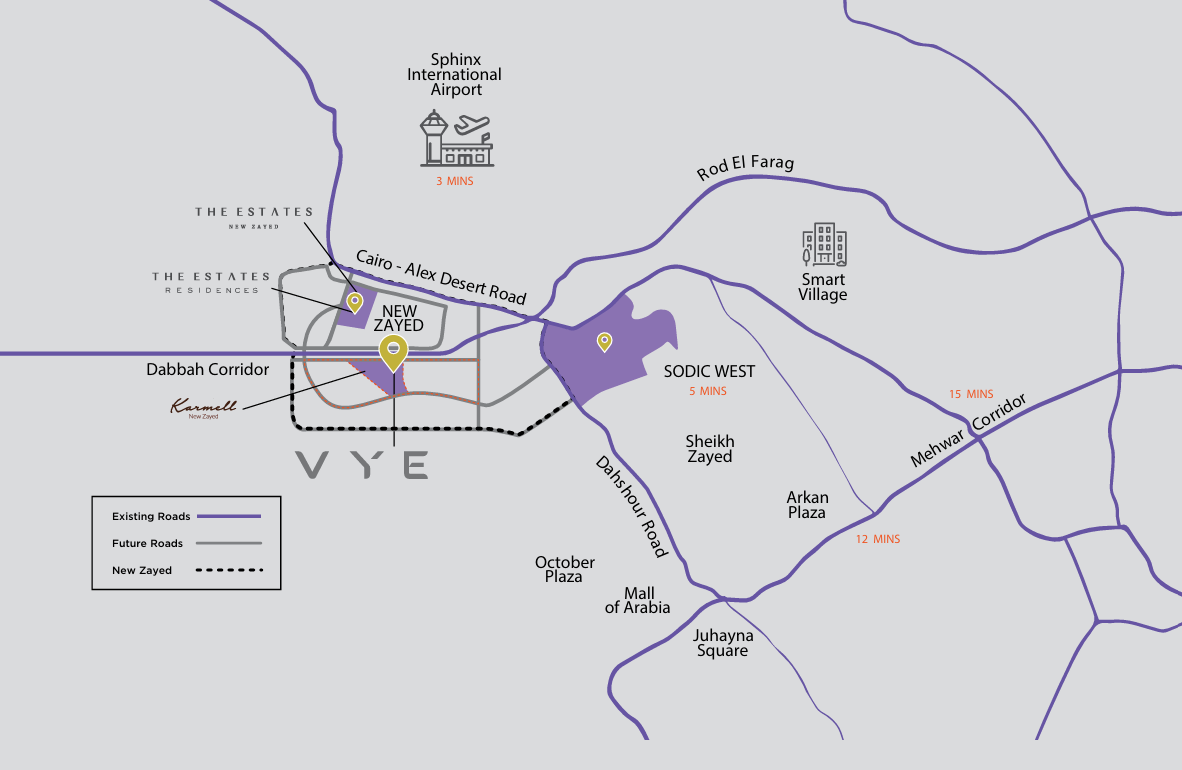 Sphinx
International
Airport
3 MINS
Rod El Farag
THE ESTATES
NEW ZAYED
Cairo - Alex Desert Road
Smart
Village
THE ESTATES
RESIDENCES
NEW
ZAYED
Dabbah Corridor
SODIC WEST
5 MINS
Karmell
New Zayed
15 MINS
Mehwar Corridor
Sheikh
Zayed
VYE
Dahshour Road
Arkan
Plaza
12 MINS
Existing Roads
Future Roads
New Zayed
October
Plaza
Mall
of Arabia
Juhayna
Square